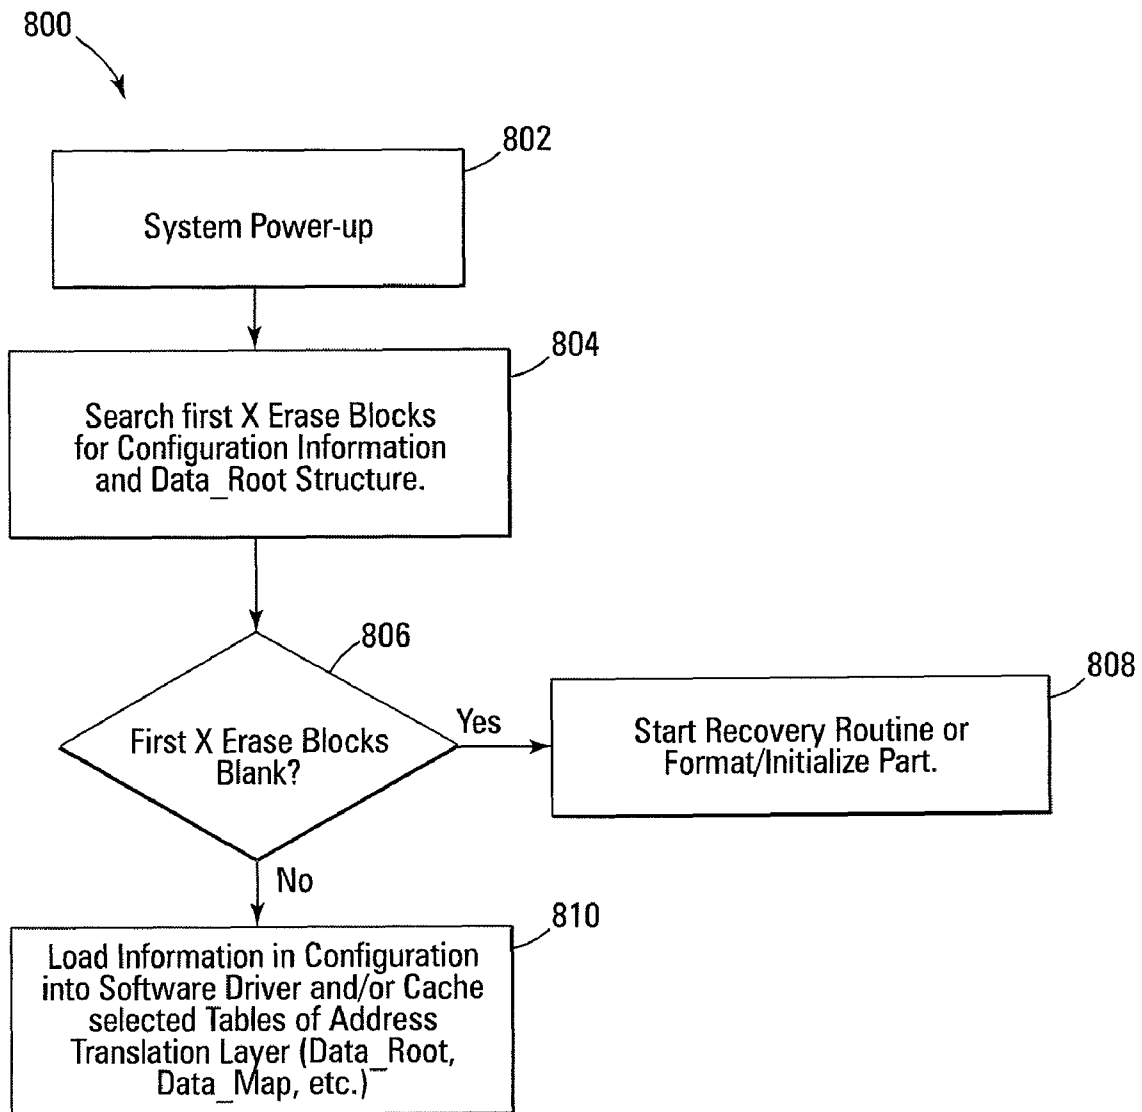 800
802
System Power-up
804
Search first X Erase Blocks
for Configuration Information
and Data_Root Structure.
806
First X Erase Blocks
Blank?
Yes
808
Start Recovery Routine or
Format/Initialize Part.
No
810
Load Information in Configuration
into Software Driver and/or Cache
selected Tables of Address
Translation Layer (Data_Root,
Data_Map, etc.)